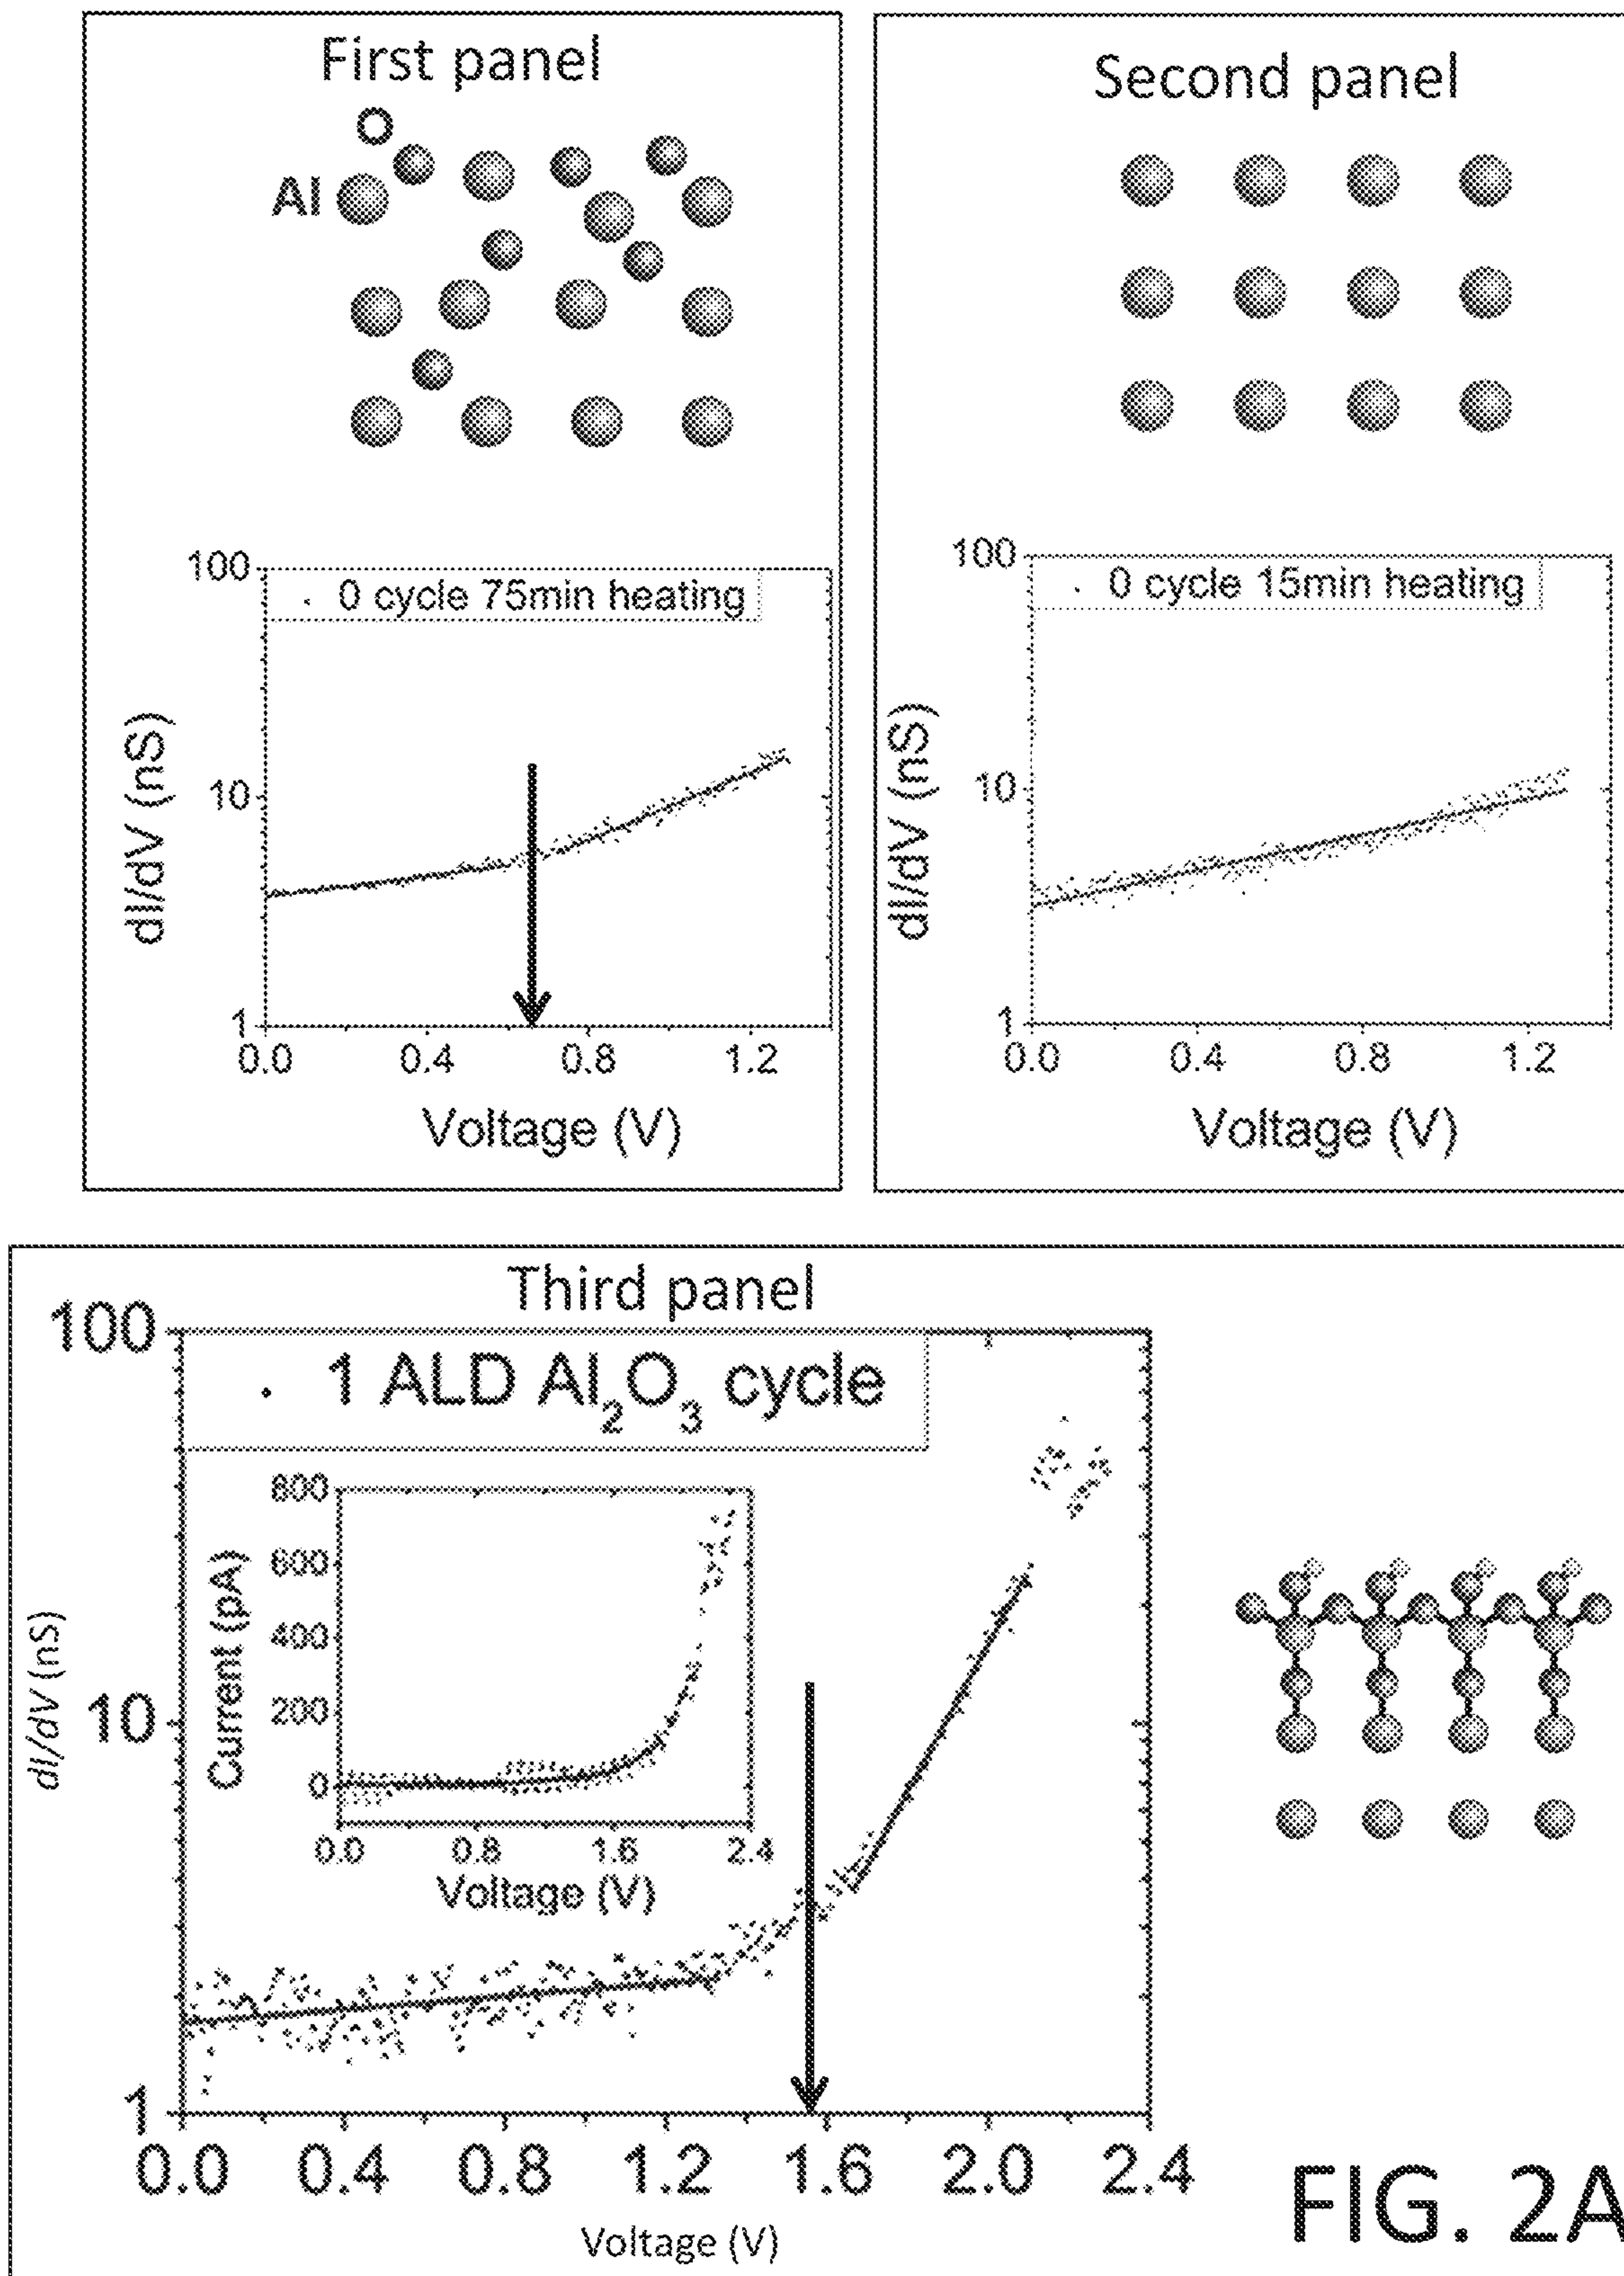 First panel
O
Al
100
0 cycle 75min heating
10
1
dI/dV (nS)
0.0 0.4 0.8 1.2
Voltage (V)
Second panel
100
0 cycle 15min heating
10
1
dI/dV (nS)
0.0 0.4 0.8 1.2
Voltage (V)
Third panel
100
1 ALD Al₂O₃ cycle
10
1
dI/dV (nS)
800
600
400
200
0
Current (pA)
0.0 0.8 1.6 2.4
Voltage (V)
0.0 0.4 0.8 1.2 1.6 2.0 2.4
Voltage (V)
FIG. 2A